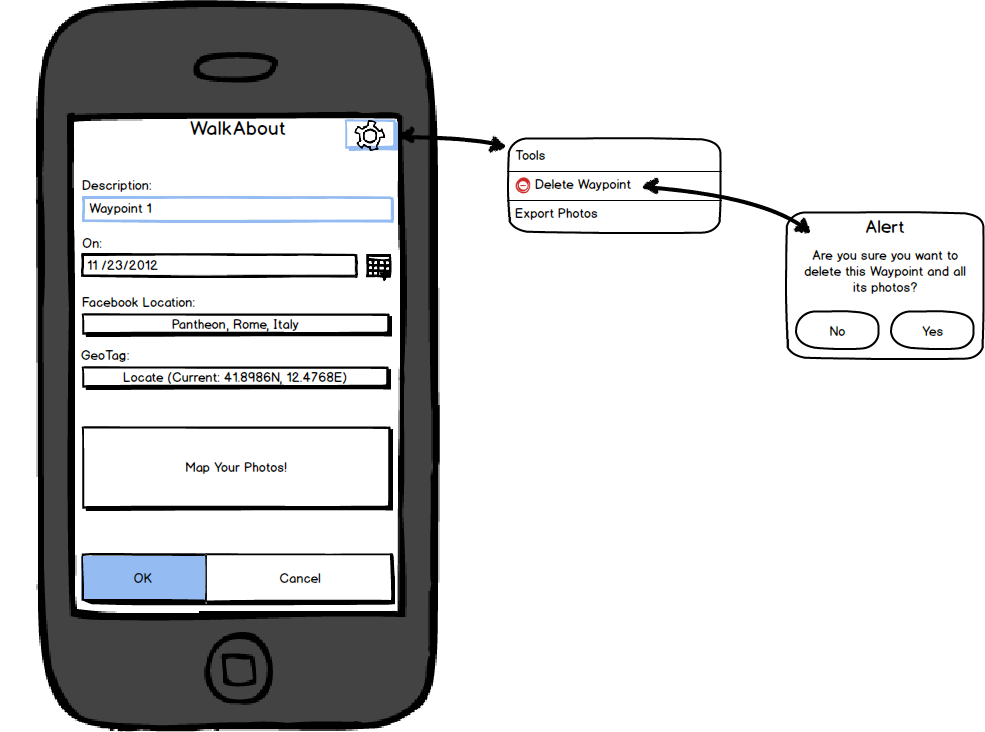 WalkAbout
Description:
Waypoint 1
On:
11 /23/2012
Facebook Location:
Pantheon, Rome, Italy
GeoTag:
Locate (Current: 41.8986N, 12.4768E)
Map Your Photos!
OK
Cancel
Tools
Delete Waypoint
Export Photos
Alert
Are you sure you want to
delete this Waypoint and all
its photos?
No
Yes